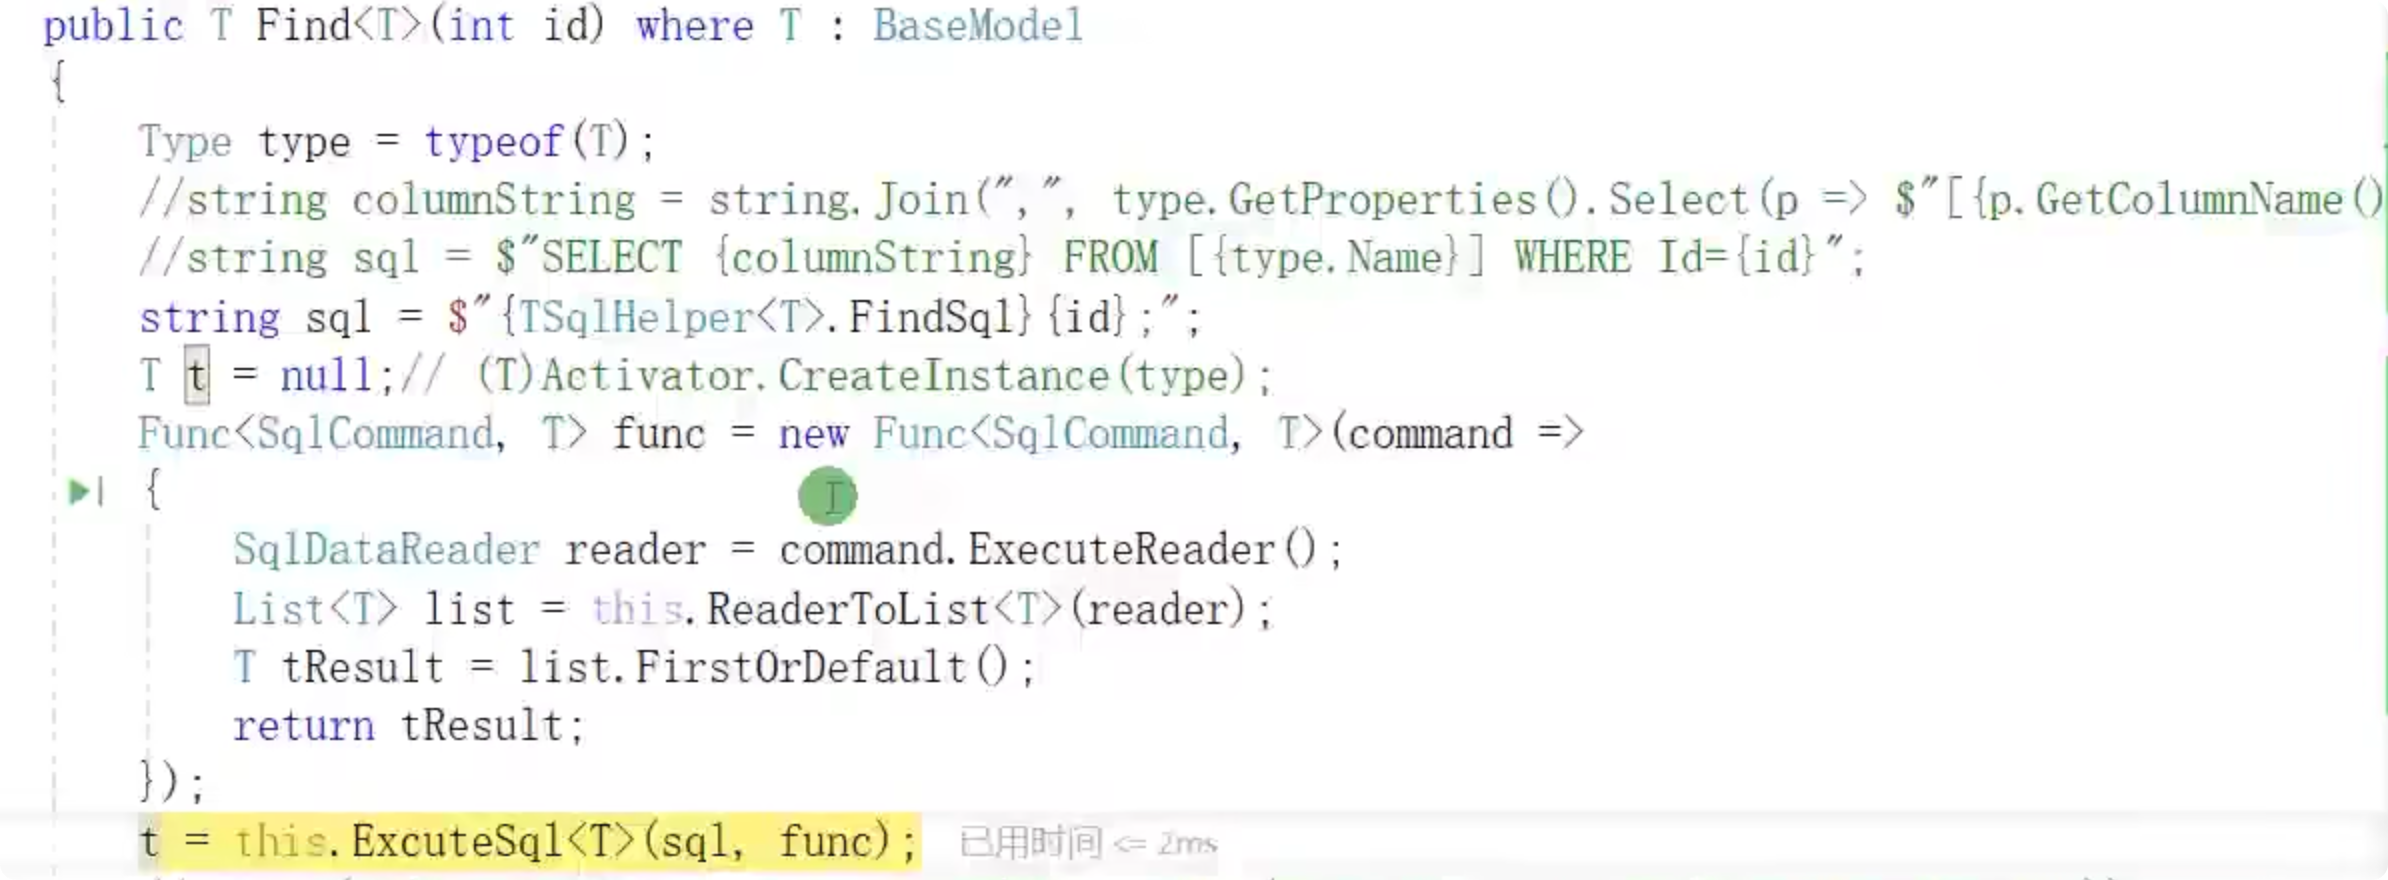 public T Find<T>(int id) where T : BaseModel
{
Type type = typeof(T);
//string columnString = string.Join(",", type.GetProperties().Select(p => $"[{p.GetColumnName()
//string sql = $"SELECT {columnString} FROM [{type.Name}] WHERE Id={id}";
string sql = $"{TSqlHelper<T>.FindSql}{id};";
T t = null;// (T)Activator.CreateInstance(type);
Func<SqlCommand, T> func = new Func<SqlCommand, T>(command =>
{
SqlDataReader reader = command.ExecuteReader();
List<T> list = this.ReaderToList<T>(reader);
T tResult = list.FirstOrDefault();
return tResult;
});
t = this.ExcuteSql<T>(sql, func); 已用时间 <= 2ms